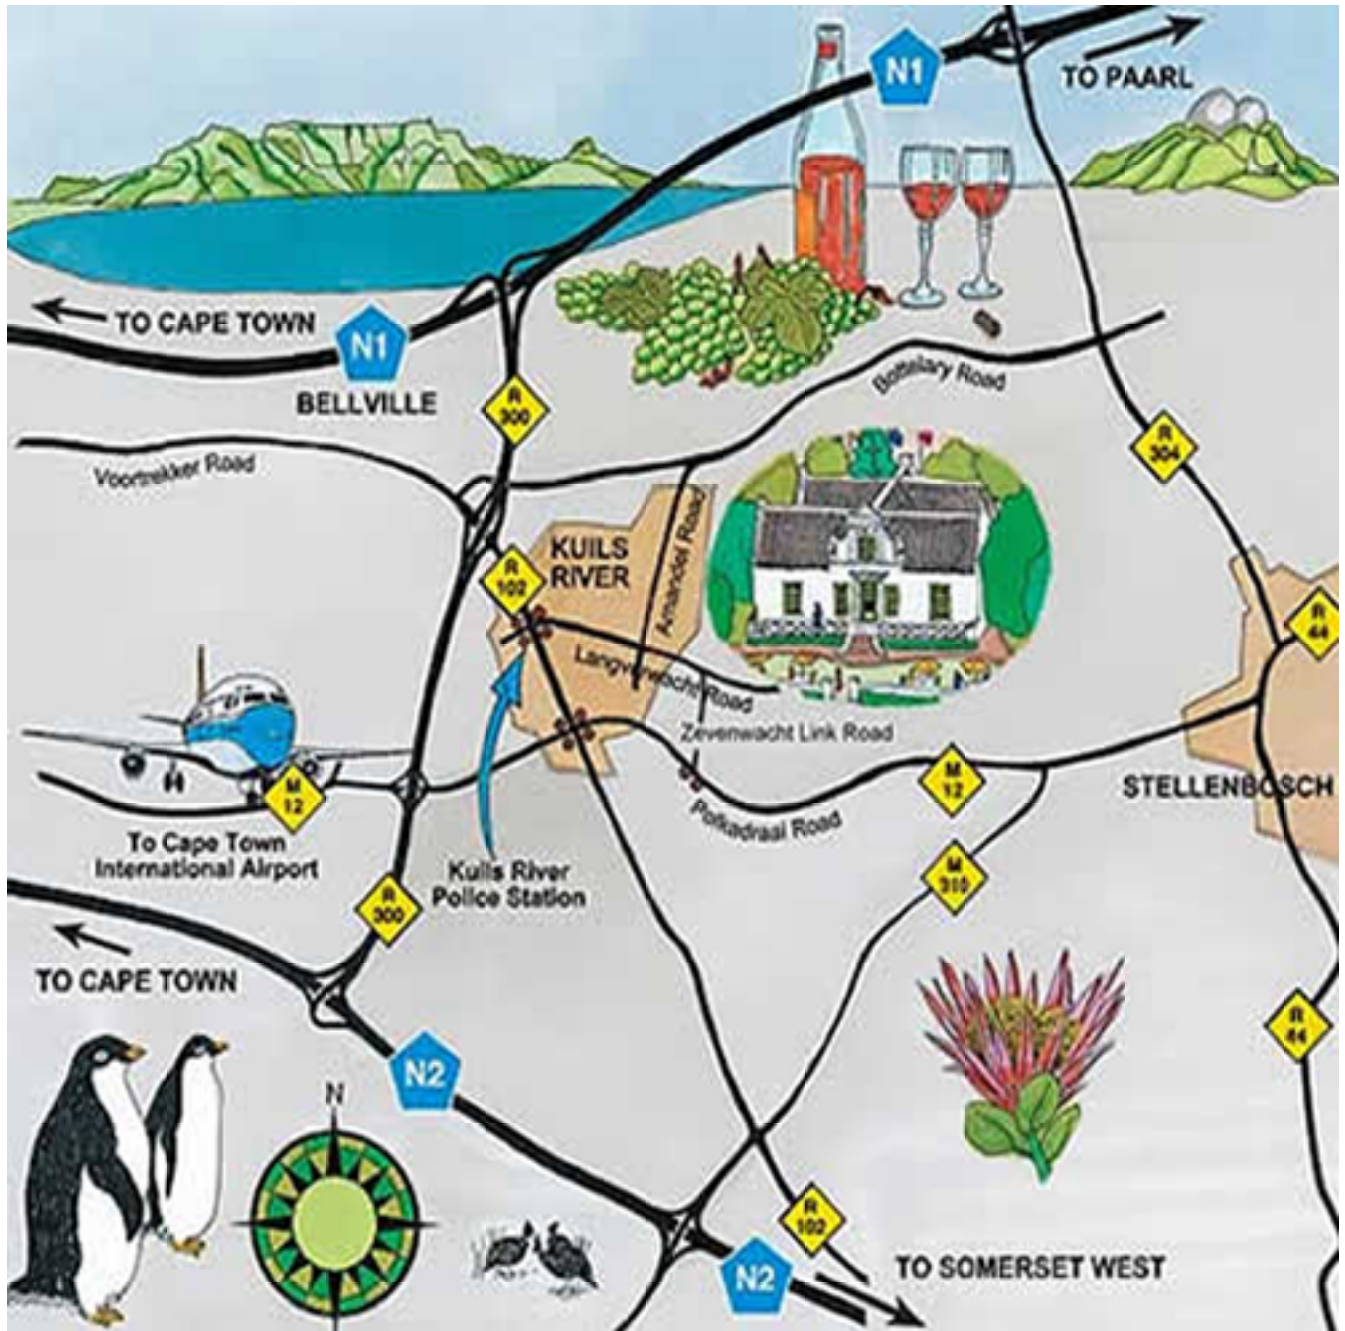 N1
TO PAARL
TO CAPE TOWN
N1
BELLVILLE
R
300
Bottelary Road
Voortrekker Road
R
304
KUILS
RIVER
R
102
Amandel Road
R
44
Langverwacht Road
Zevenwacht Link Road
M
12
STELLENBOSCH
M
12
Polkadraai Road
To Cape Town
International Airport
M
310
Kuils River
Police Station
R
300
TO CAPE TOWN
R
44
N2
N
R
102
TO SOMERSET WEST
N2